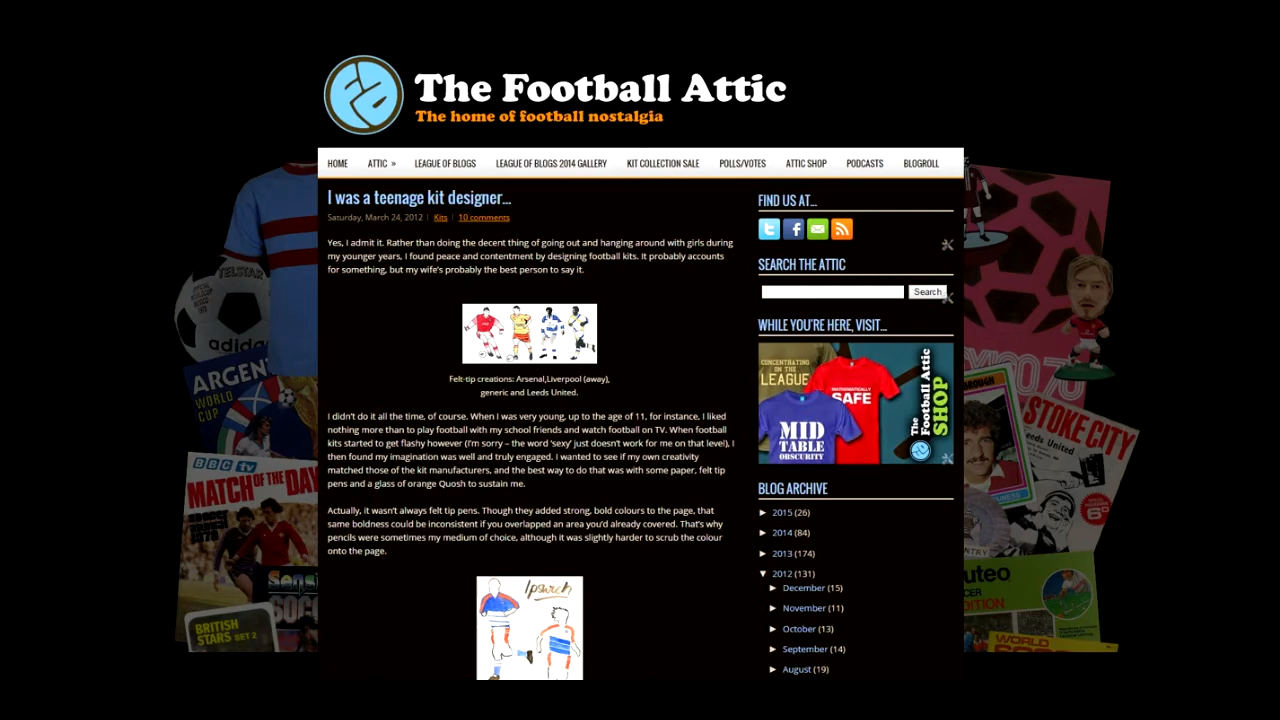 The Football Attic
The home of football nostalgia
HOME ATTIC » LEAGUE OF BLOGS LEAGUE OF BLOGS 2014 GALLERY KIT COLLECTION SALE POLLS/VOTES ATTIC SHOP PODCASTS BLOGROLL
I was a teenage kit designer...
Saturday, March 24, 2012 | Kits | 10 comments
Yes, I admit it. Rather than doing the decent thing of going out and hanging around with girls during
my younger years, I found peace and contentment by designing football kits. It probably accounts
for something, but my wife's probably the best person to say it.
Felt-tip creations: Arsenal,Liverpool (away),
generic and Leeds United.
I didn't do it all the time, of course. When I was very young, up to the age of 11, for instance, I liked
nothing more than to play football with my school friends and watch football on TV. When football
kits started to get flashy however (I'm sorry – the word 'sexy' just doesn't work for me on that level), I
then found my imagination was well and truly engaged. I wanted to see if my own creativity
matched those of the kit manufacturers, and the best way to do that was with some paper, felt tip
pens and a glass of orange Quosh to sustain me.
Actually, it wasn't always felt tip pens. Though they added strong, bold colours to the page, that
same boldness could be inconsistent if you overlapped an area you'd already covered. That's why
pencils were sometimes my medium of choice, although it was slightly harder to scrub the colour
onto the page.
Ipswich
FIND US AT...
SEARCH THE ATTIC
Search
WHILE YOU'RE HERE, VISIT...
CONCENTRATING
ON THE
LEAGUE
MATHEMATICALLY
SAFE
MID
TABLE
OBSCURITY
The
Football Attic
SHOP
BLOG ARCHIVE
► 2015 (26)
► 2014 (84)
► 2013 (174)
▼ 2012 (131)
► December (15)
► November (11)
► October (13)
► September (14)
► August (19)
TELSTAR
adidas
ARGEN
WORLD
CUP
BBC tv
MATCH OF THE DAY
BRITISH
STARS SET 2
STOKE CITY
Leeds United
6D
WORLD